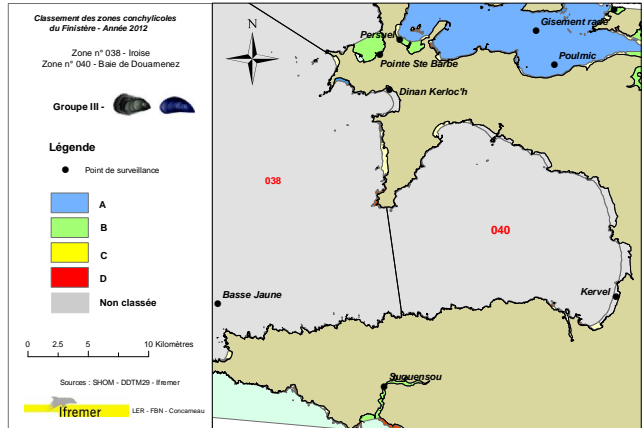 Classement des zones conchylicoles
du Finistère - Année 2012
Zone n° 038 - Iroise
Zone n° 040 - Baie de Douarnenez
Groupe III -
Légende
Point de surveillance
A
B
C
D
Non classée
0 2.5 5 10 Kilomètres
Sources : SHOM - DDTM29 - Ifremer
Ifremer
LER - FBN - Concarneau
N
Persuel
Gisement rade
Pointe Ste Barbe
Poulmic
Dinan Kerloc'h
038
040
Basse Jaune
Kervel
Suguensou